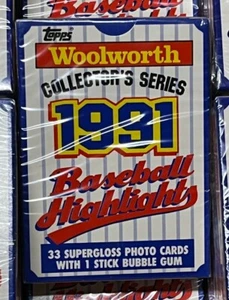 Topps
Woolworth
COLLECTOR'S SERIES
1991
Baseball
Highlights
33 SUPERGLOSS PHOTO CARDS
WITH 1 STICK BUBBLE GUM